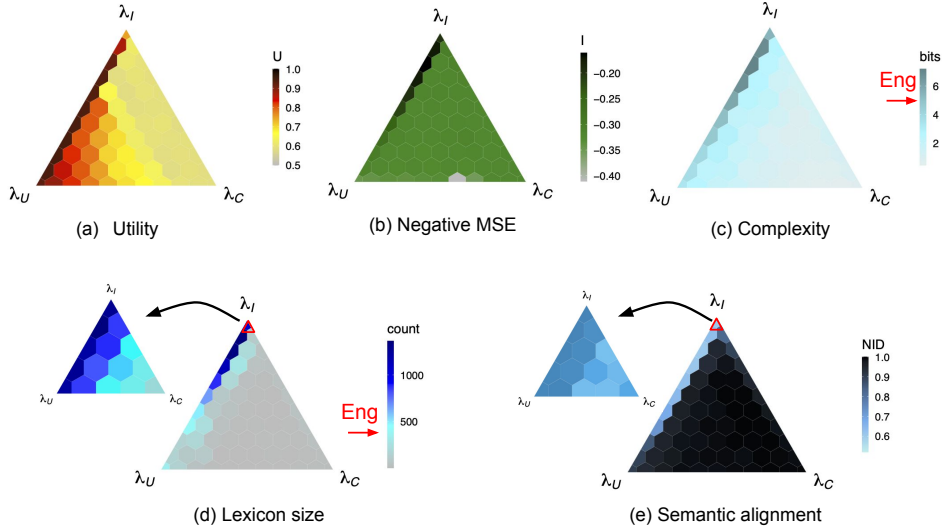 λI
U
1.0
0.9
0.8
0.7
0.6
0.5
λU
λC
(a) Utility
λI
I
−0.20
−0.25
−0.30
−0.35
−0.40
λU
λC
(b) Negative MSE
λI
bits
6
4
2
Eng
λU
λC
(c) Complexity
λI
λU
λC
λI
count
1000
500
Eng
λU
λC
(d) Lexicon size
λI
λU
λC
λI
NID
1.0
0.9
0.8
0.7
0.6
λU
λC
(e) Semantic alignment